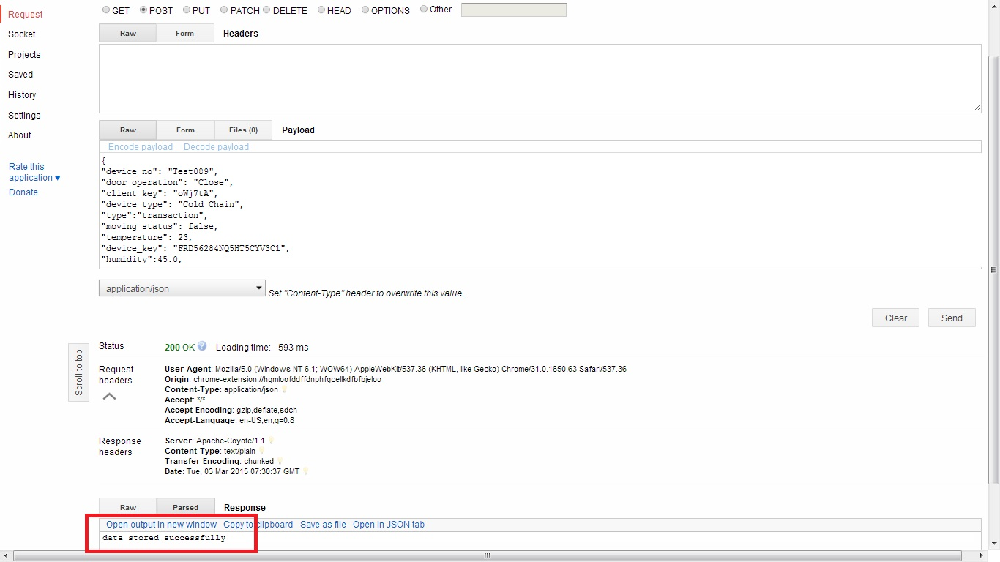 Request
Socket
Projects
Saved
History
Settings
About
Rate this
application ♥
Donate
GET POST PUT PATCH DELETE HEAD OPTIONS Other
Raw Form Headers
Raw Form Files (0) Payload
Encode payload Decode payload
{
"device_no": "Test089",
"door_operation": "Close",
"client_key": "oWj7tA",
"device_type": "Cold Chain",
"type":"transaction",
"moving_status": false,
"temperature": 23,
"device_key": "FRD56284NQ5HT5CYV3C1",
"humidity":45.0,
application/json Set "Content-Type" header to overwrite this value.
Clear Send
Scroll to top
Status 200 OK Loading time: 593 ms
Request
headers
User-Agent: Mozilla/5.0 (Windows NT 6.1; WOW64) AppleWebKit/537.36 (KHTML, like Gecko) Chrome/31.0.1650.63 Safari/537.36
Origin: chrome-extension://hgmloofddffdnphfgcellkdfbfbjeloo
Content-Type: application/json
Accept: */*
Accept-Encoding: gzip,deflate,sdch
Accept-Language: en-US,en;q=0.8
Response
headers
Server: Apache-Coyote/1.1
Content-Type: text/plain
Transfer-Encoding: chunked
Date: Tue, 03 Mar 2015 07:30:37 GMT
Raw Parsed Response
Open output in new window Copy to clipboard Save as file Open in JSON tab
data stored successfully